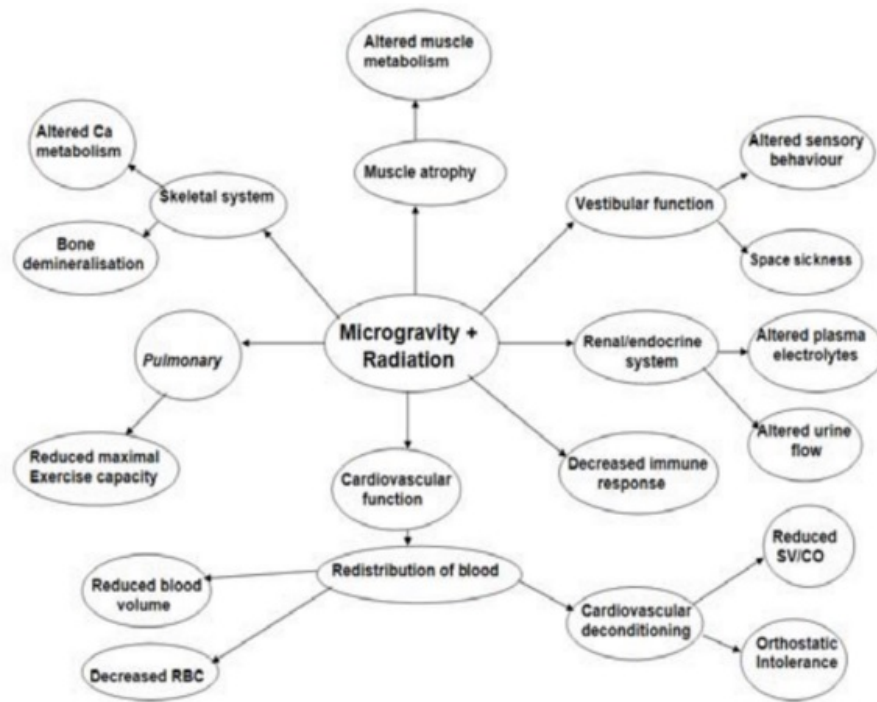 Altered muscle
metabolism
Altered Ca
metabolism
Altered sensory
behaviour
Muscle atrophy
Skeletal system
Vestibular function
Bone
demineralisation
Space sickness
Microgravity +
Radiation
Renal/endocrine
system
Altered plasma
electrolytes
Pulmonary
Altered urine
flow
Reduced maximal
Exercise capacity
Cardiovascular
function
Decreased immune
response
Reduced
SV/CO
Redistribution of blood
Reduced blood
volume
Cardiovascular
deconditioning
Orthostatic
Intolerance
Decreased RBC